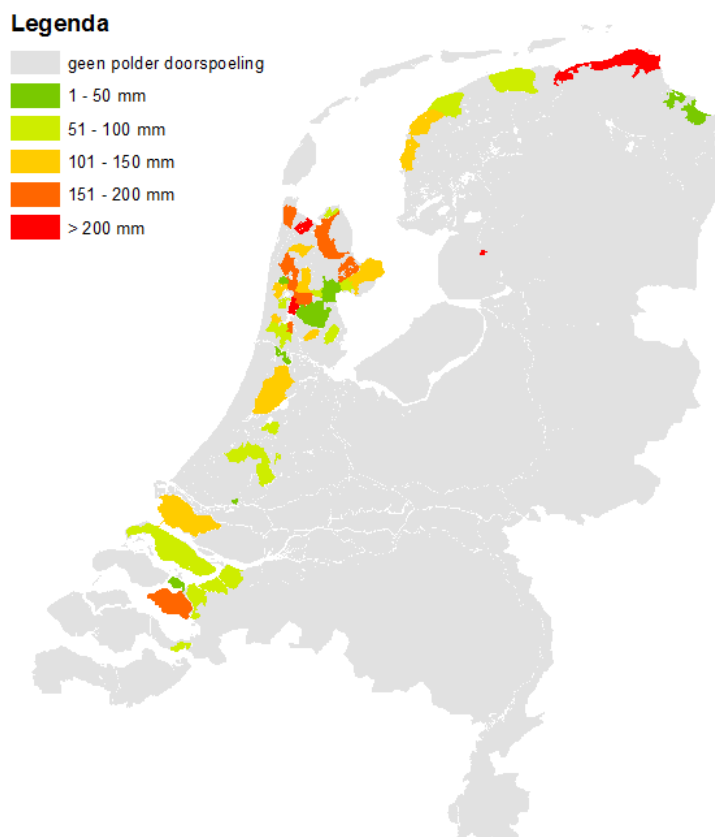 Legenda
geen polder doorspoeling
1 - 50 mm
51 - 100 mm
101 - 150 mm
151 - 200 mm
> 200 mm